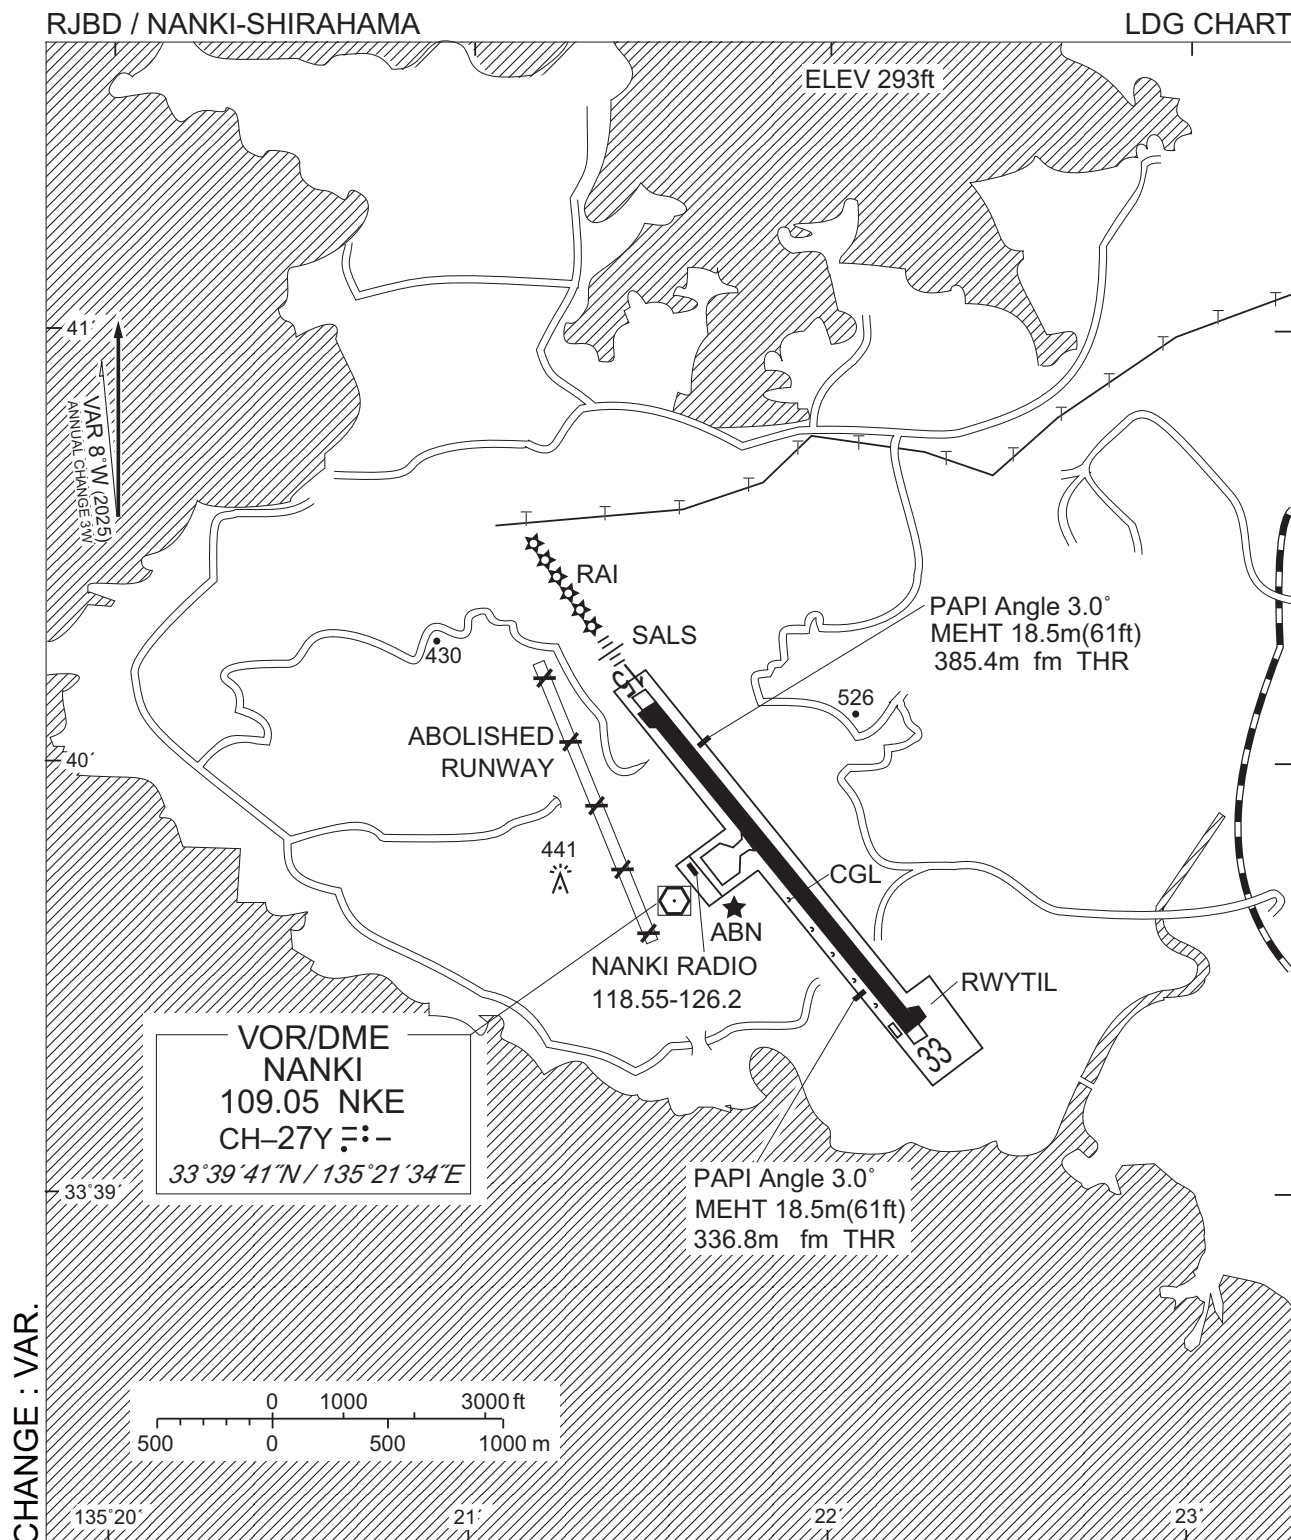 RJBD / NANKI-SHIRAHAMA
LDG CHART
ELEV 293ft
41´
VAR 8°W (2025)
ANNUAL CHANGE 3´W
RAI
SALS
PAPI Angle 3.0°
MEHT 18.5m(61ft)
385.4m fm THR
430
526
15
ABOLISHED
RUNWAY
40´
441
CGL
ABN
NANKI RADIO
118.55-126.2
RWYTIL
33
VOR/DME
NANKI
109.05 NKE
CH–27Y
33°39´41˝N / 135°21´34˝E
33°39´
PAPI Angle 3.0°
MEHT 18.5m(61ft)
336.8m fm THR
0 1000 3000 ft
500 0 500 1000 m
135°20´
21´
22´
23´
CHANGE : VAR.